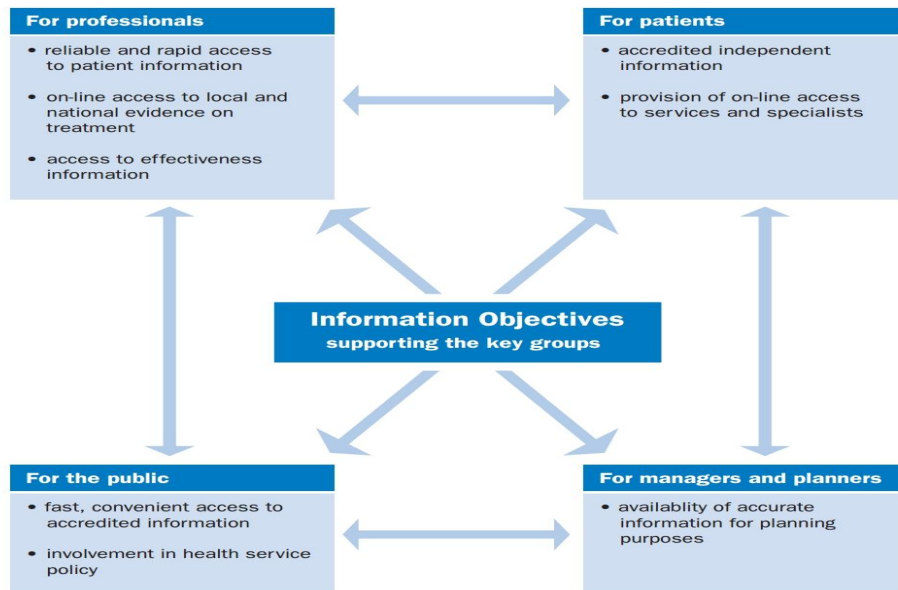 For professionals
• reliable and rapid access
to patient information
• on-line access to local and
national evidence on
treatment
• access to effectiveness
information
For patients
• accredited independent
information
• provision of on-line access
to services and specialists
Information Objectives
supporting the key groups
For the public
• fast, convenient access to
accredited information
• involvement in health service
policy
For managers and planners
• availablity of accurate
information for planning
purposes